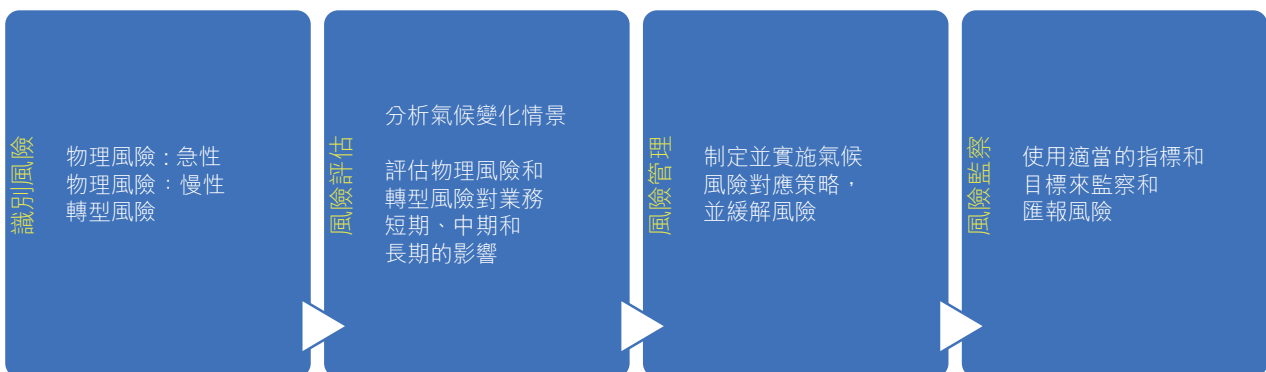 識別風險
物理風險：急性
物理風險：慢性
轉型風險
風險評估
分析氣候變化情景
評估物理風險和
轉型風險對業務
短期、中期和
長期的影響
風險管理
制定並實施氣候
風險對應策略，
並緩解風險
風險監察
使用適當的指標和
目標來監察和
匯報風險